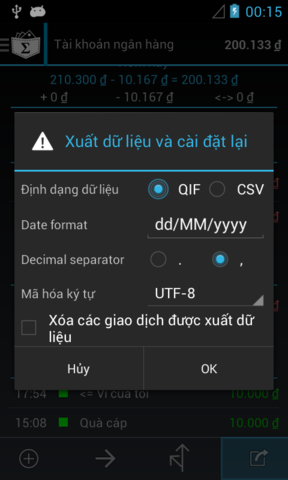 00:15
Tài khoản ngân hàng 200.133 ₫
210.300 ₫ - 10.167 ₫ = 200.133 ₫
+ 0 ₫ - 10.167 ₫ <-> 0 ₫
Xuất dữ liệu và cài đặt lại
Định dạng dữ liệu QIF CSV
Date format dd/MM/yyyy
Decimal separator . ,
Mã hóa ký tự UTF-8
Xóa các giao dịch được xuất dữ
liệu
Hủy OK
17:54 <= Ví của tôi 10.000 ₫
15:08 Quà cáp 10.000 ₫